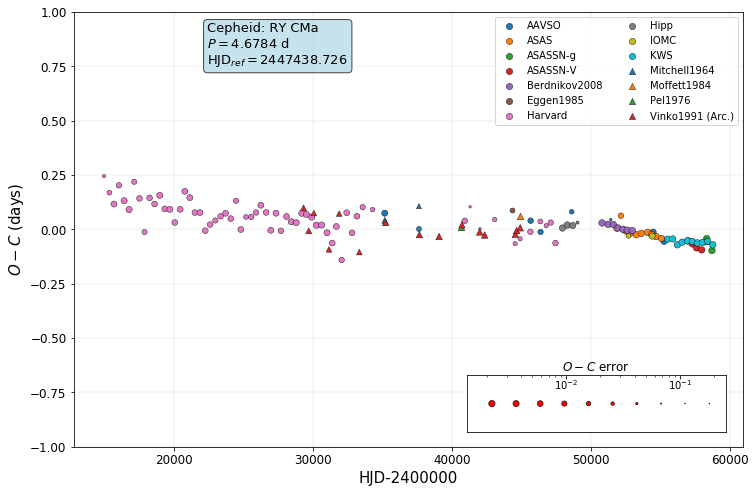 1.00
0.75
0.50
0.25
0.00
−0.25
−0.50
−0.75
−1.00
O − C (days)
Cepheid: RY CMa
P = 4.6784 d
HJD_ref = 2447438.726
AAVSO
ASAS
ASASSN-g
ASASSN-V
Berdnikov2008
Eggen1985
Harvard
Hipp
IOMC
KWS
Mitchell1964
Moffett1984
Pel1976
Vinko1991 (Arc.)
O − C error
10⁻² 10⁻¹
20000 30000 40000 50000 60000
HJD-2400000